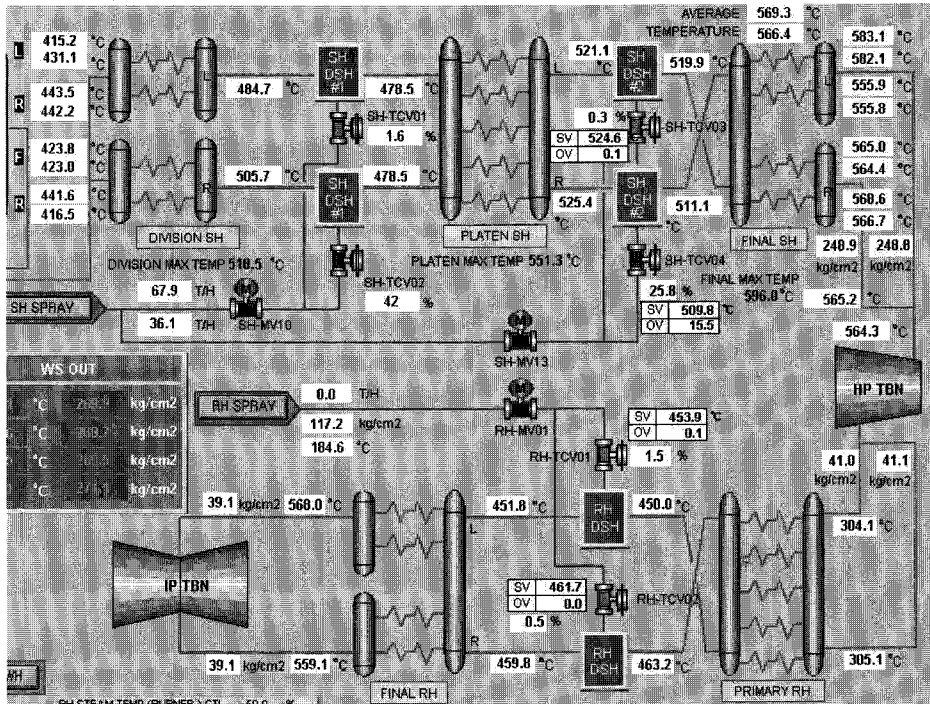 AVERAGE 569.3 °C
TEMPERATURE 566.4 °C
L 415.2 °C
431.1 °C
R 443.5 °C
442.2 °C
F 423.8 °C
423.0 °C
R 441.6 °C
416.5 °C
L
484.7 °C
R
505.7 °C
DIVISION SH
DIVISION MAX TEMP 518.5 °C
SH DSH #1
478.5 °C
SH-TCV01
1.6 %
SH DSH #1
478.5 °C
SH-TCV02
42 %
PLATEN SH
PLATEN MAX TEMP 551.3 °C
L
521.1 °C
SV 524.6
OV 0.1
R
525.4 °C
SH DSH #2
519.9 °C
0.3 %
SH-TCV03
SH DSH #2
511.1 °C
SH-TCV04
25.8 %
SV 509.8 °C
OV 15.5
L
583.1 °C
582.1 °C
555.9 °C
555.8 °C
R
565.0 °C
564.4 °C
568.6 °C
566.7 °C
FINAL SH
248.9 248.8
kg/cm2 kg/cm2
FINAL MAX TEMP
596.0 °C
565.2 °C
564.3 °C
SH SPRAY
67.9 T/H
36.1 T/H
M
SH-MV10
M
SH-MV13
HP TBN
WS OUT
°C kg/cm2
°C kg/cm2
°C kg/cm2
°C kg/cm2
RH SPRAY
0.0 T/H
117.2 kg/cm2
184.6 °C
M
RH-MV01
SV 453.9 °C
OV 0.1
RH-TCV01
1.5 %
41.0 41.1
kg/cm2 kg/cm2
39.1 kg/cm2 568.0 °C
L
451.8 °C
RH DSH
450.0 °C
304.1 °C
IP TBN
SV 461.7
OV 0.0
0.5 %
RH-TCV02
39.1 kg/cm2 559.1 °C
R
459.8 °C
RH DSH
463.2 °C
305.1 °C
FINAL RH
PRIMARY RH